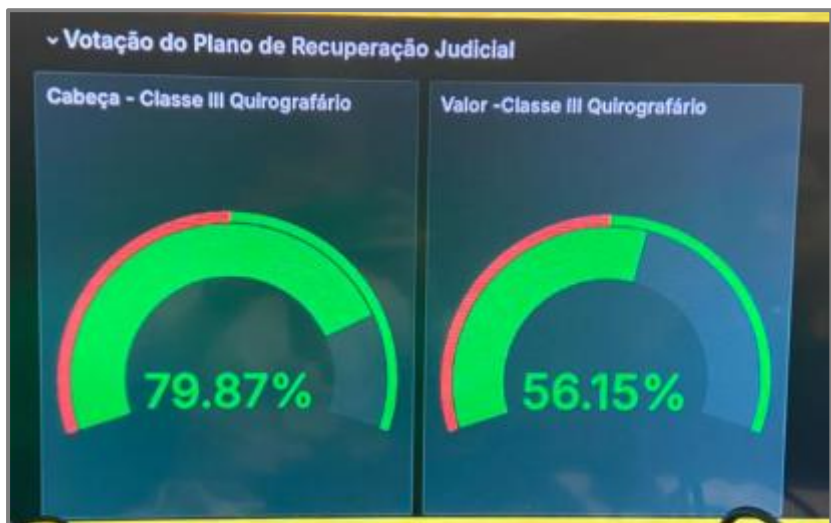 Votação do Plano de Recuperação Judicial
Cabeça - Classe III Quirografário
Valor -Classe III Quirografário
79.87%
56.15%